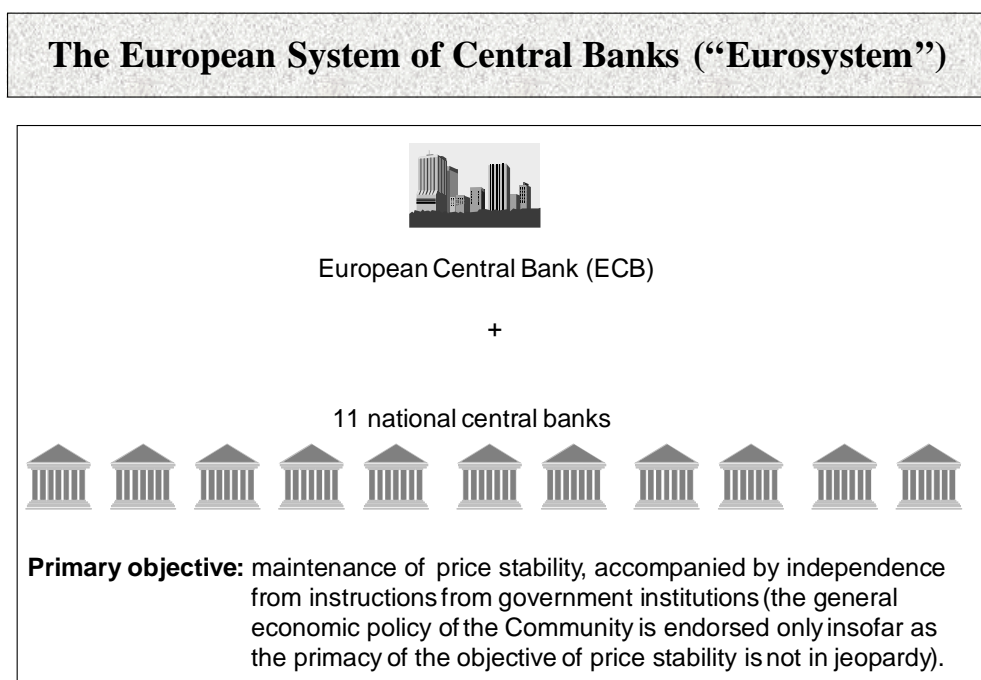 The European System of Central Banks (“Eurosystem”)
European Central Bank (ECB)
+
11 national central banks
Primary objective: maintenance of price stability, accompanied by independence
from instructions from government institutions (the general
economic policy of the Community is endorsed only insofar as
the primacy of the objective of price stability is not in jeopardy).